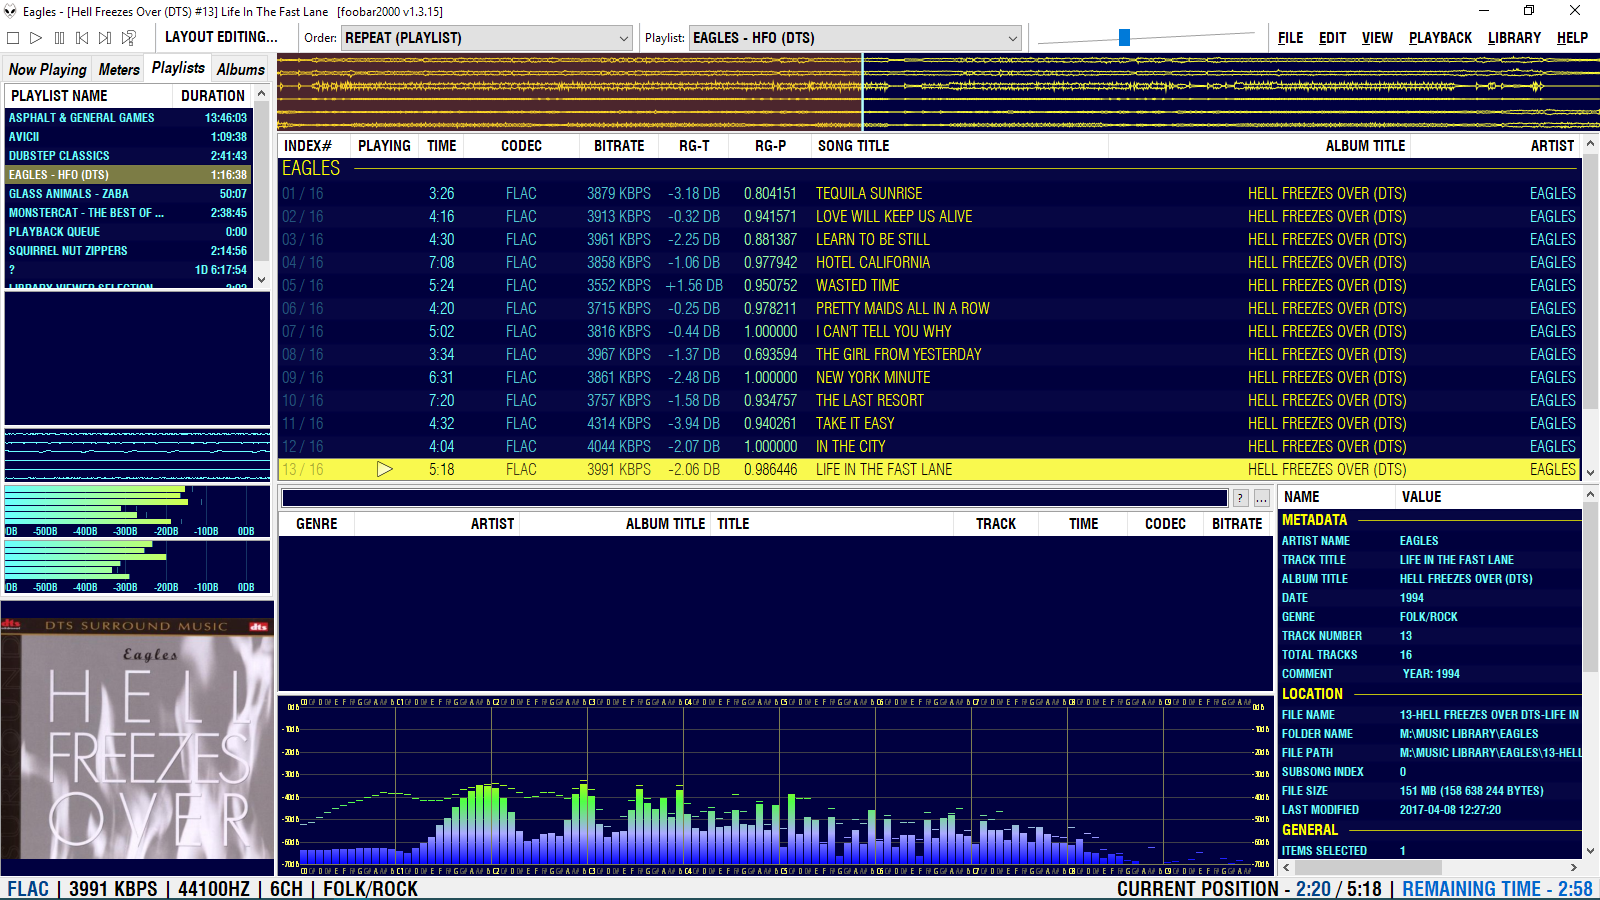 Eagles - [Hell Freezes Over (DTS) #13] Life In The Fast Lane   [foobar2000 v1.3.15]
LAYOUT EDITING... Order: REPEAT (PLAYLIST) Playlist: EAGLES - HFO (DTS) FILE EDIT VIEW PLAYBACK LIBRARY HELP
Now Playing Meters Playlists Albums
PLAYLIST NAME DURATION
ASPHALT & GENERAL GAMES 13:46:03
AVICII 1:09:38
DUBSTEP CLASSICS 2:41:43
EAGLES - HFO (DTS) 1:16:38
GLASS ANIMALS - ZABA 50:07
MONSTERCAT - THE BEST OF ... 2:38:45
PLAYBACK QUEUE 0:00
SQUIRREL NUT ZIPPERS 2:14:56
? 1D 6:17:54
LIBRARY VIEWER SELECTION
INDEX# PLAYING TIME CODEC BITRATE RG-T RG-P SONG TITLE ALBUM TITLE ARTIST
EAGLES
01 / 16 3:26 FLAC 3879 KBPS -3.18 DB 0.804151 TEQUILA SUNRISE HELL FREEZES OVER (DTS) EAGLES
02 / 16 4:16 FLAC 3913 KBPS -0.32 DB 0.941571 LOVE WILL KEEP US ALIVE HELL FREEZES OVER (DTS) EAGLES
03 / 16 4:30 FLAC 3961 KBPS -2.25 DB 0.881387 LEARN TO BE STILL HELL FREEZES OVER (DTS) EAGLES
04 / 16 7:08 FLAC 3858 KBPS -1.06 DB 0.977942 HOTEL CALIFORNIA HELL FREEZES OVER (DTS) EAGLES
05 / 16 5:24 FLAC 3552 KBPS +1.56 DB 0.950752 WASTED TIME HELL FREEZES OVER (DTS) EAGLES
06 / 16 4:20 FLAC 3715 KBPS -0.25 DB 0.978211 PRETTY MAIDS ALL IN A ROW HELL FREEZES OVER (DTS) EAGLES
07 / 16 5:02 FLAC 3816 KBPS -0.44 DB 1.000000 I CAN'T TELL YOU WHY HELL FREEZES OVER (DTS) EAGLES
08 / 16 3:34 FLAC 3967 KBPS -1.37 DB 0.693594 THE GIRL FROM YESTERDAY HELL FREEZES OVER (DTS) EAGLES
09 / 16 6:31 FLAC 3861 KBPS -2.48 DB 1.000000 NEW YORK MINUTE HELL FREEZES OVER (DTS) EAGLES
10 / 16 7:20 FLAC 3757 KBPS -1.58 DB 0.934757 THE LAST RESORT HELL FREEZES OVER (DTS) EAGLES
11 / 16 4:32 FLAC 4314 KBPS -3.94 DB 0.940261 TAKE IT EASY HELL FREEZES OVER (DTS) EAGLES
12 / 16 4:04 FLAC 4044 KBPS -2.07 DB 1.000000 IN THE CITY HELL FREEZES OVER (DTS) EAGLES
13 / 16 5:18 FLAC 3991 KBPS -2.06 DB 0.986446 LIFE IN THE FAST LANE HELL FREEZES OVER (DTS) EAGLES
? ...
GENRE ARTIST ALBUM TITLE TITLE TRACK TIME CODEC BITRATE
0DB -50DB -40DB -30DB -20DB -10DB 0DB
0DB -50DB -40DB -30DB -20DB -10DB 0DB
dts DTS SURROUND MUSIC dts
Eagles
HELL
FREEZES
OVER
0dB
-10dB
-20dB
-30dB
-40dB
-50dB
-60dB
-70dB
NAME VALUE
METADATA
ARTIST NAME EAGLES
TRACK TITLE LIFE IN THE FAST LANE
ALBUM TITLE HELL FREEZES OVER (DTS)
DATE 1994
GENRE FOLK/ROCK
TRACK NUMBER 13
TOTAL TRACKS 16
COMMENT YEAR: 1994
LOCATION
FILE NAME 13-HELL FREEZES OVER DTS-LIFE IN
FOLDER NAME M:\MUSIC LIBRARY\EAGLES
FILE PATH M:\MUSIC LIBRARY\EAGLES\13-HELL
SUBSONG INDEX 0
FILE SIZE 151 MB (158 638 244 BYTES)
LAST MODIFIED 2017-04-08 12:27:20
GENERAL
ITEMS SELECTED 1
FLAC | 3991 KBPS | 44100HZ | 6CH | FOLK/ROCK
CURRENT POSITION - 2:20 / 5:18 | REMAINING TIME - 2:58